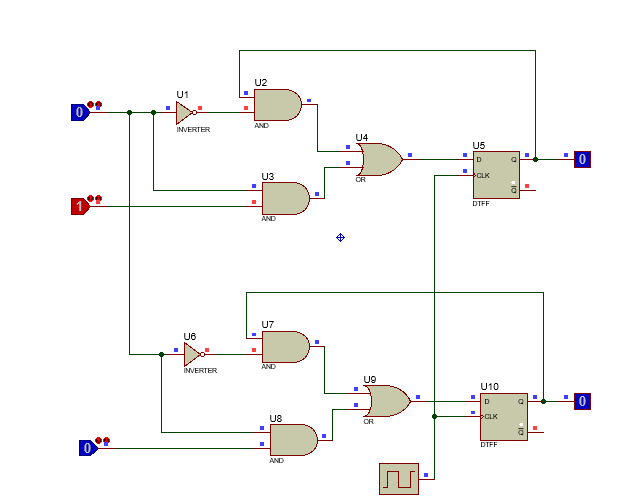 U2
U1
0
INVERTER
AND
U4
U5
D Q
0
CLK
Q
OR
DTFF
U3
1
AND
U7
U6
INVERTER
AND
U9
U10
D Q
0
CLK
Q
OR
DTFF
U8
0
AND